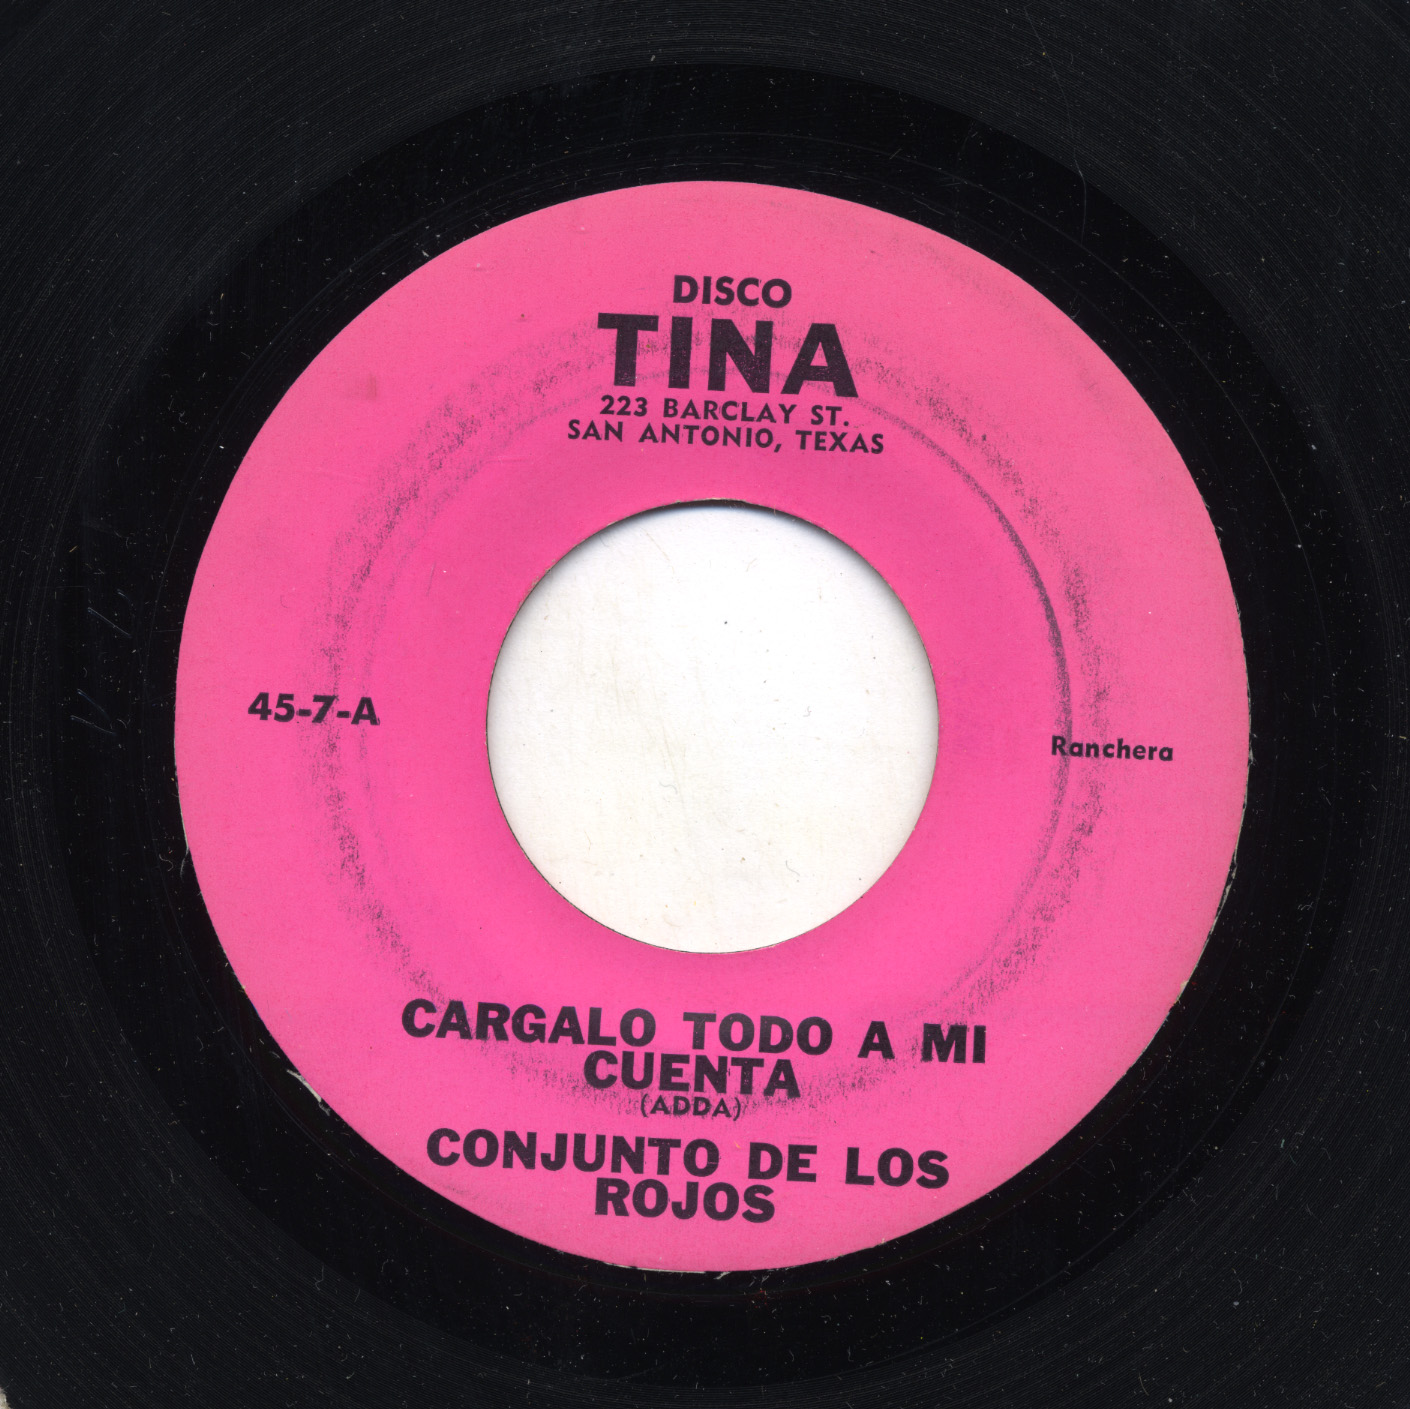 DISCO
TINA
223 BARCLAY ST.
SAN ANTONIO, TEXAS
45-7-A
Ranchera
CARGALO TODO A MI
CUENTA
(ADDA)
CONJUNTO DE LOS
ROJOS